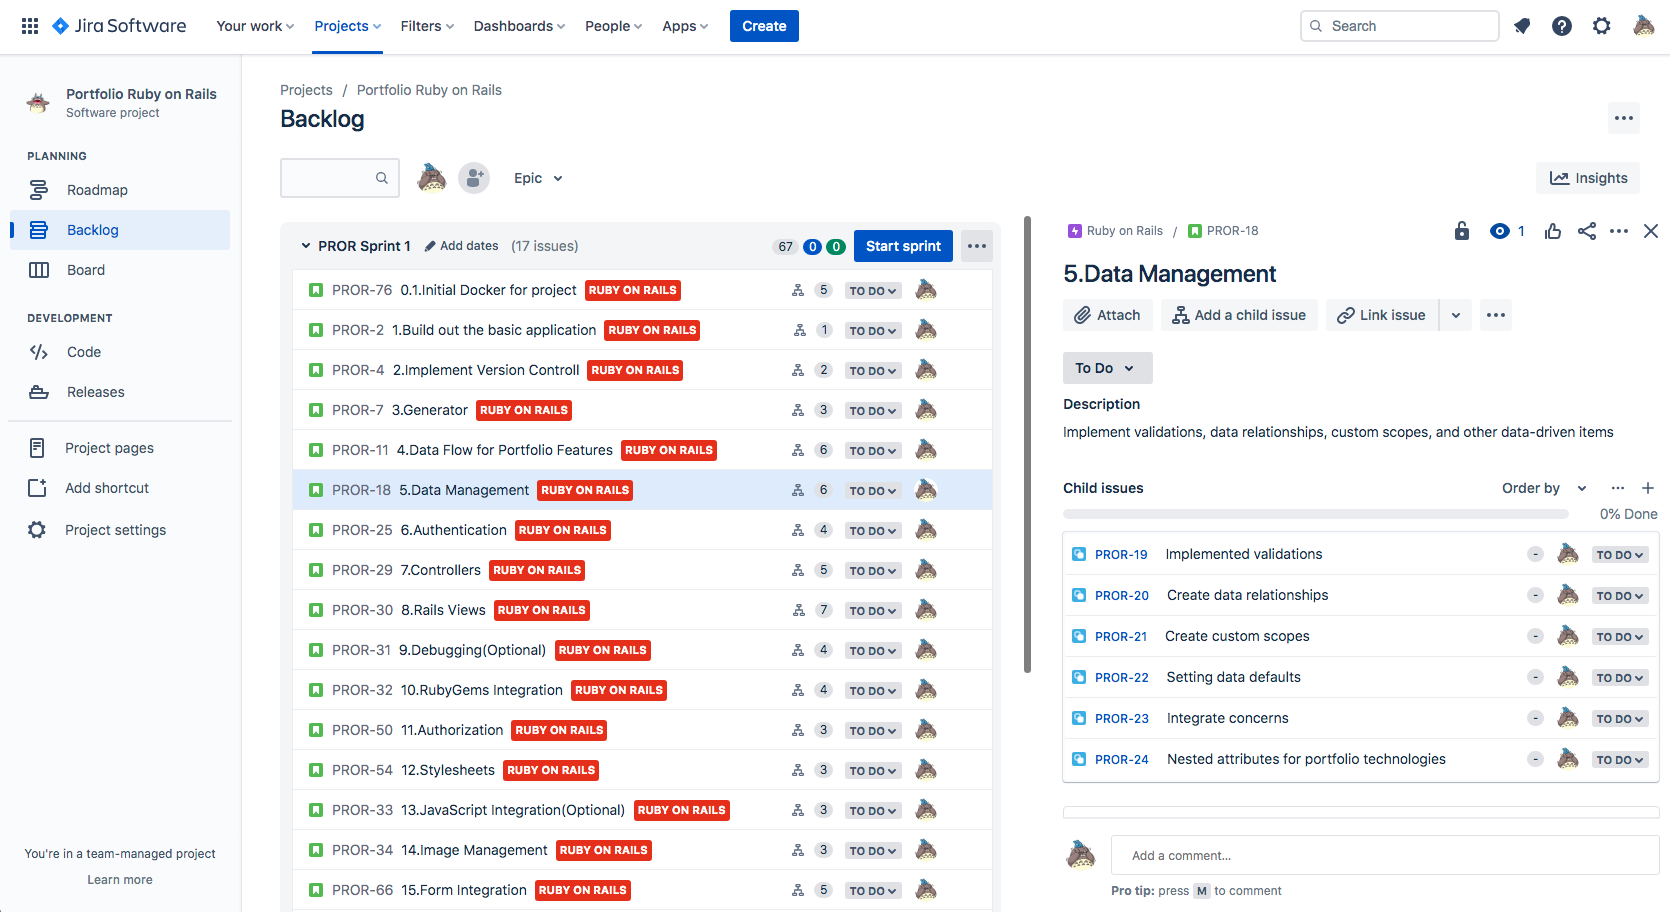 Jira Software
Your work
Projects
Filters
Dashboards
People
Apps
Create
Search
Portfolio Ruby on Rails
Software project
PLANNING
Roadmap
Backlog
Board
DEVELOPMENT
Code
Releases
Project pages
Add shortcut
Project settings
You're in a team-managed project
Learn more
Projects / Portfolio Ruby on Rails
Backlog
Epic
Insights
PROR Sprint 1 Add dates (17 issues) 67 0 0 Start sprint
PROR-76 0.1.Initial Docker for project RUBY ON RAILS 5 TO DO
PROR-2 1.Build out the basic application RUBY ON RAILS 1 TO DO
PROR-4 2.Implement Version Controll RUBY ON RAILS 2 TO DO
PROR-7 3.Generator RUBY ON RAILS 3 TO DO
PROR-11 4.Data Flow for Portfolio Features RUBY ON RAILS 6 TO DO
PROR-18 5.Data Management RUBY ON RAILS 6 TO DO
PROR-25 6.Authentication RUBY ON RAILS 4 TO DO
PROR-29 7.Controllers RUBY ON RAILS 5 TO DO
PROR-30 8.Rails Views RUBY ON RAILS 7 TO DO
PROR-31 9.Debugging(Optional) RUBY ON RAILS 4 TO DO
PROR-32 10.RubyGems Integration RUBY ON RAILS 4 TO DO
PROR-50 11.Authorization RUBY ON RAILS 3 TO DO
PROR-54 12.Stylesheets RUBY ON RAILS 3 TO DO
PROR-33 13.JavaScript Integration(Optional) RUBY ON RAILS 3 TO DO
PROR-34 14.Image Management RUBY ON RAILS 3 TO DO
PROR-66 15.Form Integration RUBY ON RAILS 5 TO DO
Ruby on Rails / PROR-18
1
5.Data Management
Attach
Add a child issue
Link issue
To Do
Description
Implement validations, data relationships, custom scopes, and other data-driven items
Child issues
Order by
0% Done
PROR-19 Implemented validations - TO DO
PROR-20 Create data relationships - TO DO
PROR-21 Create custom scopes - TO DO
PROR-22 Setting data defaults - TO DO
PROR-23 Integrate concerns - TO DO
PROR-24 Nested attributes for portfolio technologies - TO DO
Add a comment...
Pro tip: press M to comment